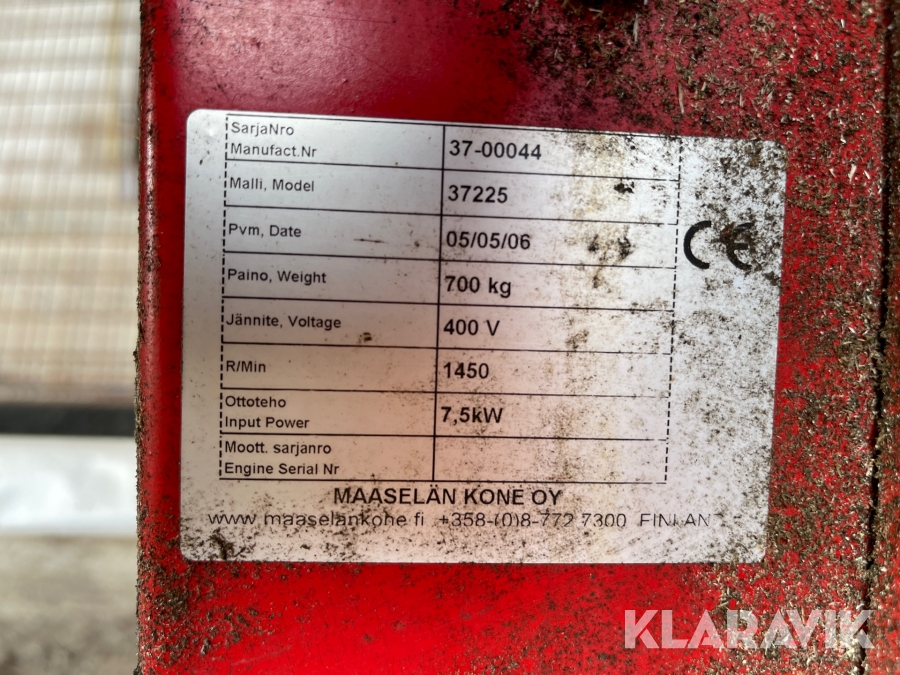 SarjaNro
Manufact.Nr 37-00044
Malli, Model 37225
Pvm, Date 05/05/06
Paino, Weight 700 kg
Jännite, Voltage 400 V
R/Min 1450
Ottoteho
Input Power 7,5kW
Moott. sarjanro
Engine Serial Nr
CE
MAASELÄN KONE OY
www.maaselankone.fi +358-(0)8-772 7300 FINLAN
KLARAVIK